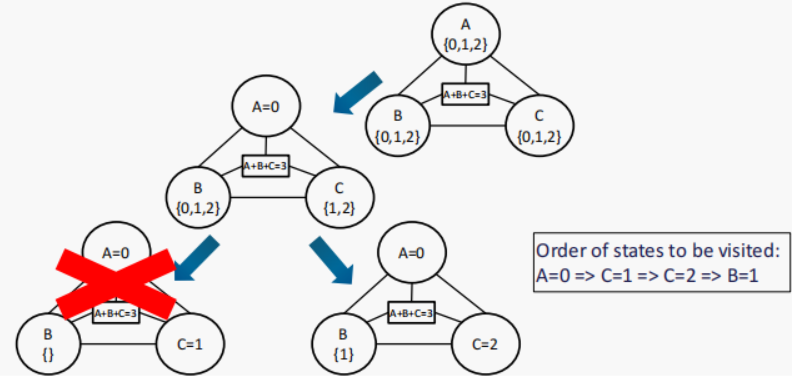 A
{0,1,2}
A+B+C=3
B
{0,1,2}
C
{0,1,2}
A=0
A+B+C=3
B
{0,1,2}
C
{1,2}
A=0
A+B+C=3
B
{}
C=1
A=0
A+B+C=3
B
{1}
C=2
Order of states to be visited:
A=0 => C=1 => C=2 => B=1